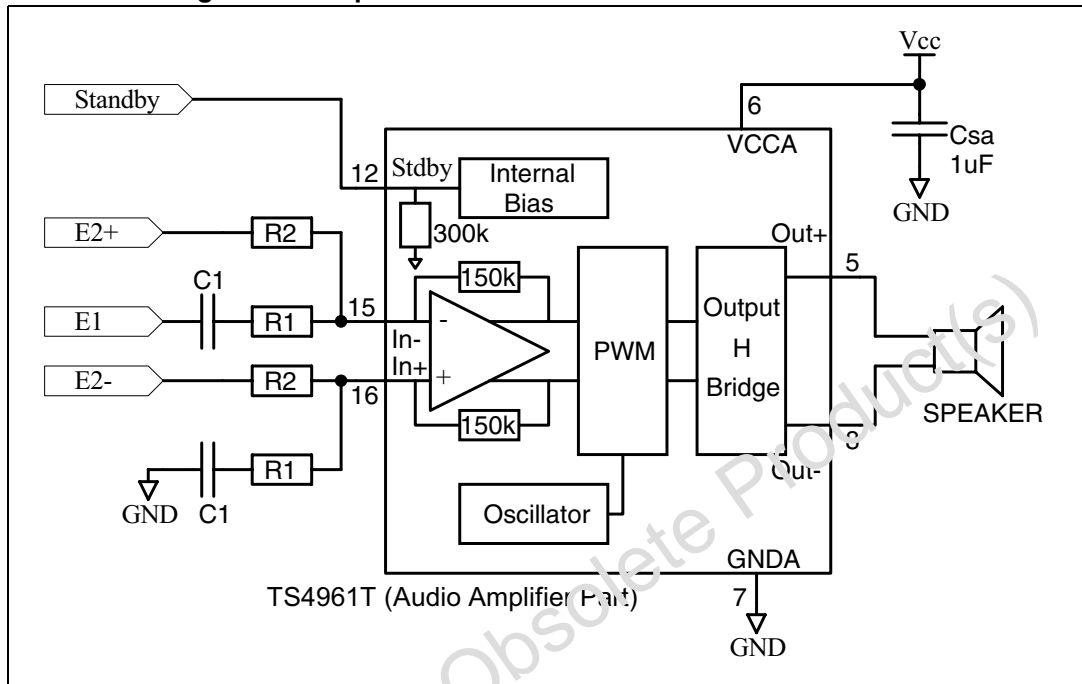 Vcc
Standby
6
VCCA
Csa
1uF
12
Stdby
Internal
Bias
GND
E2+
R2
300k
Out+
C1
150k
5
E1
R1
15
In-
-
Output
PWM
H
In+
E2-
R2
16
+
Bridge
SPEAKER
150k
Out-
R1
GND
C1
Oscillator
GNDA
TS4961T (Audio Amplifier Part)
7
GND
Obsolete Product(s)